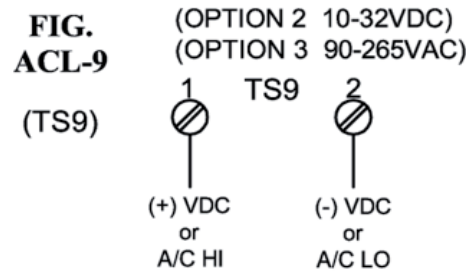 FIG.
ACL-9
(TS9)
(OPTION 2 10-32VDC)
(OPTION 3 90-265VAC)
1 TS9 2
(+) VDC
or
A/C HI
(-) VDC
or
A/C LO